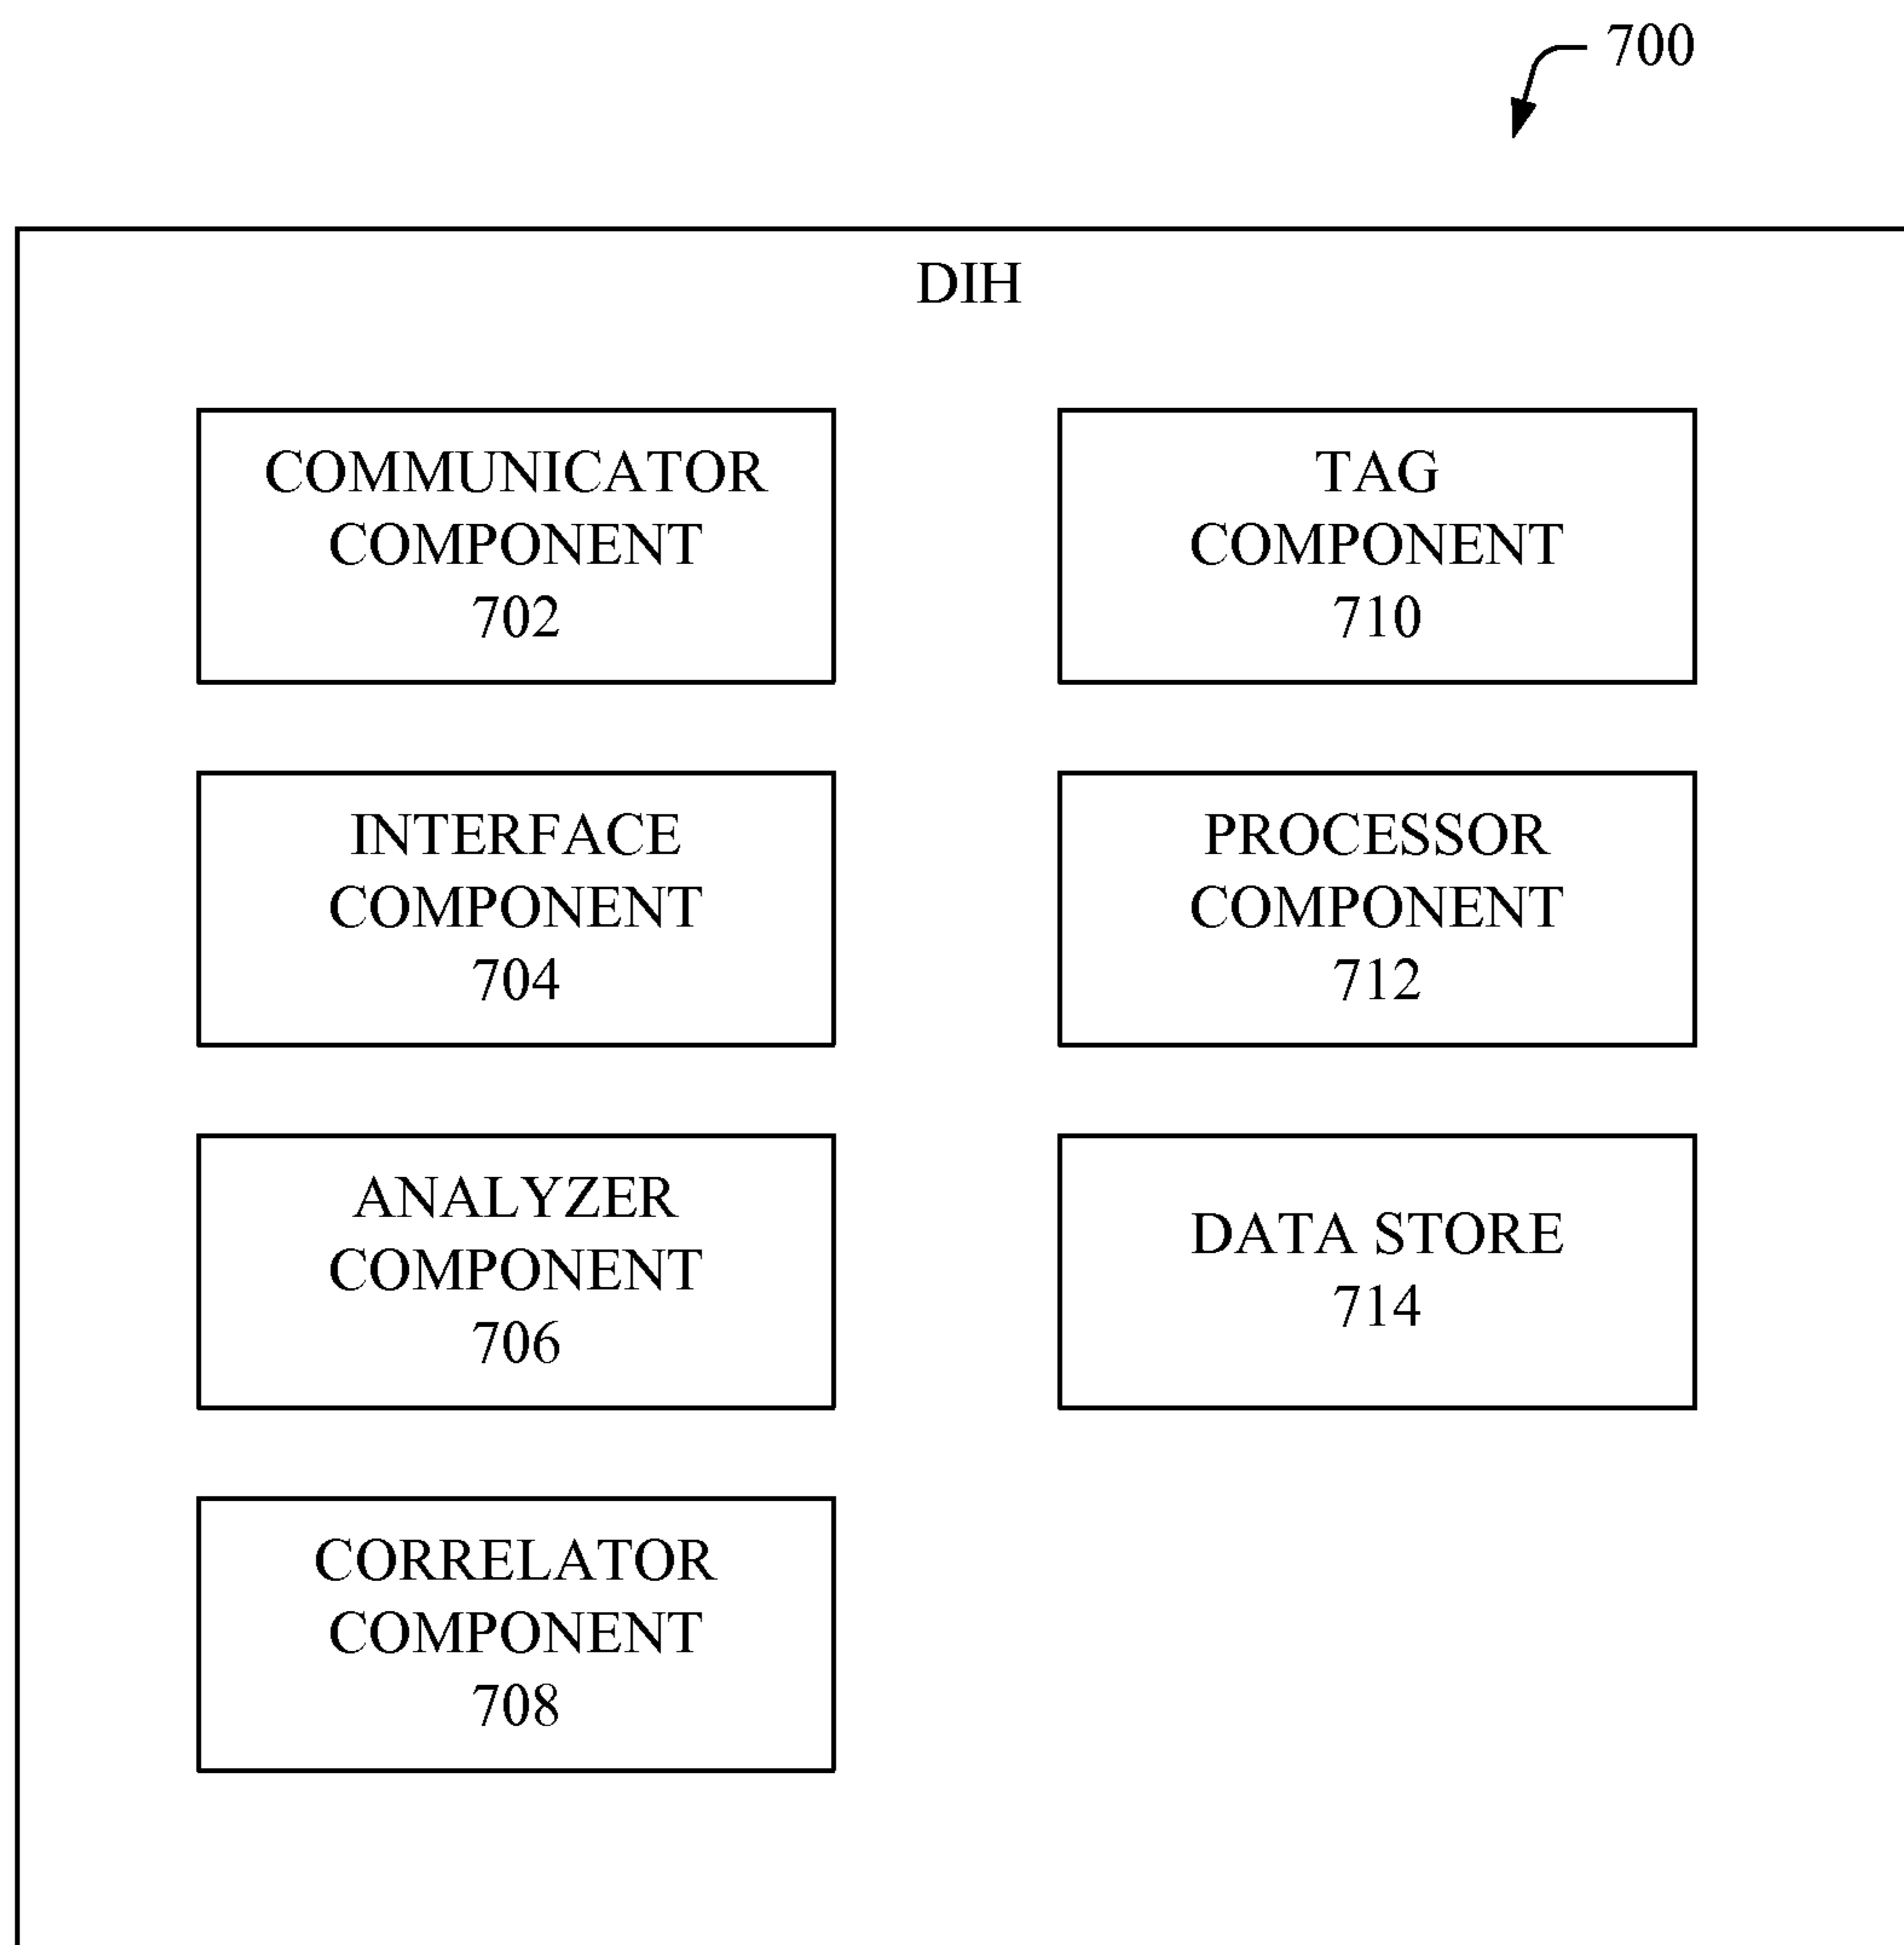 700
DIH
COMMUNICATOR
COMPONENT
702
INTERFACE
COMPONENT
704
ANALYZER
COMPONENT
706
CORRELATOR
COMPONENT
708
TAG
COMPONENT
710
PROCESSOR
COMPONENT
712
DATA STORE
714